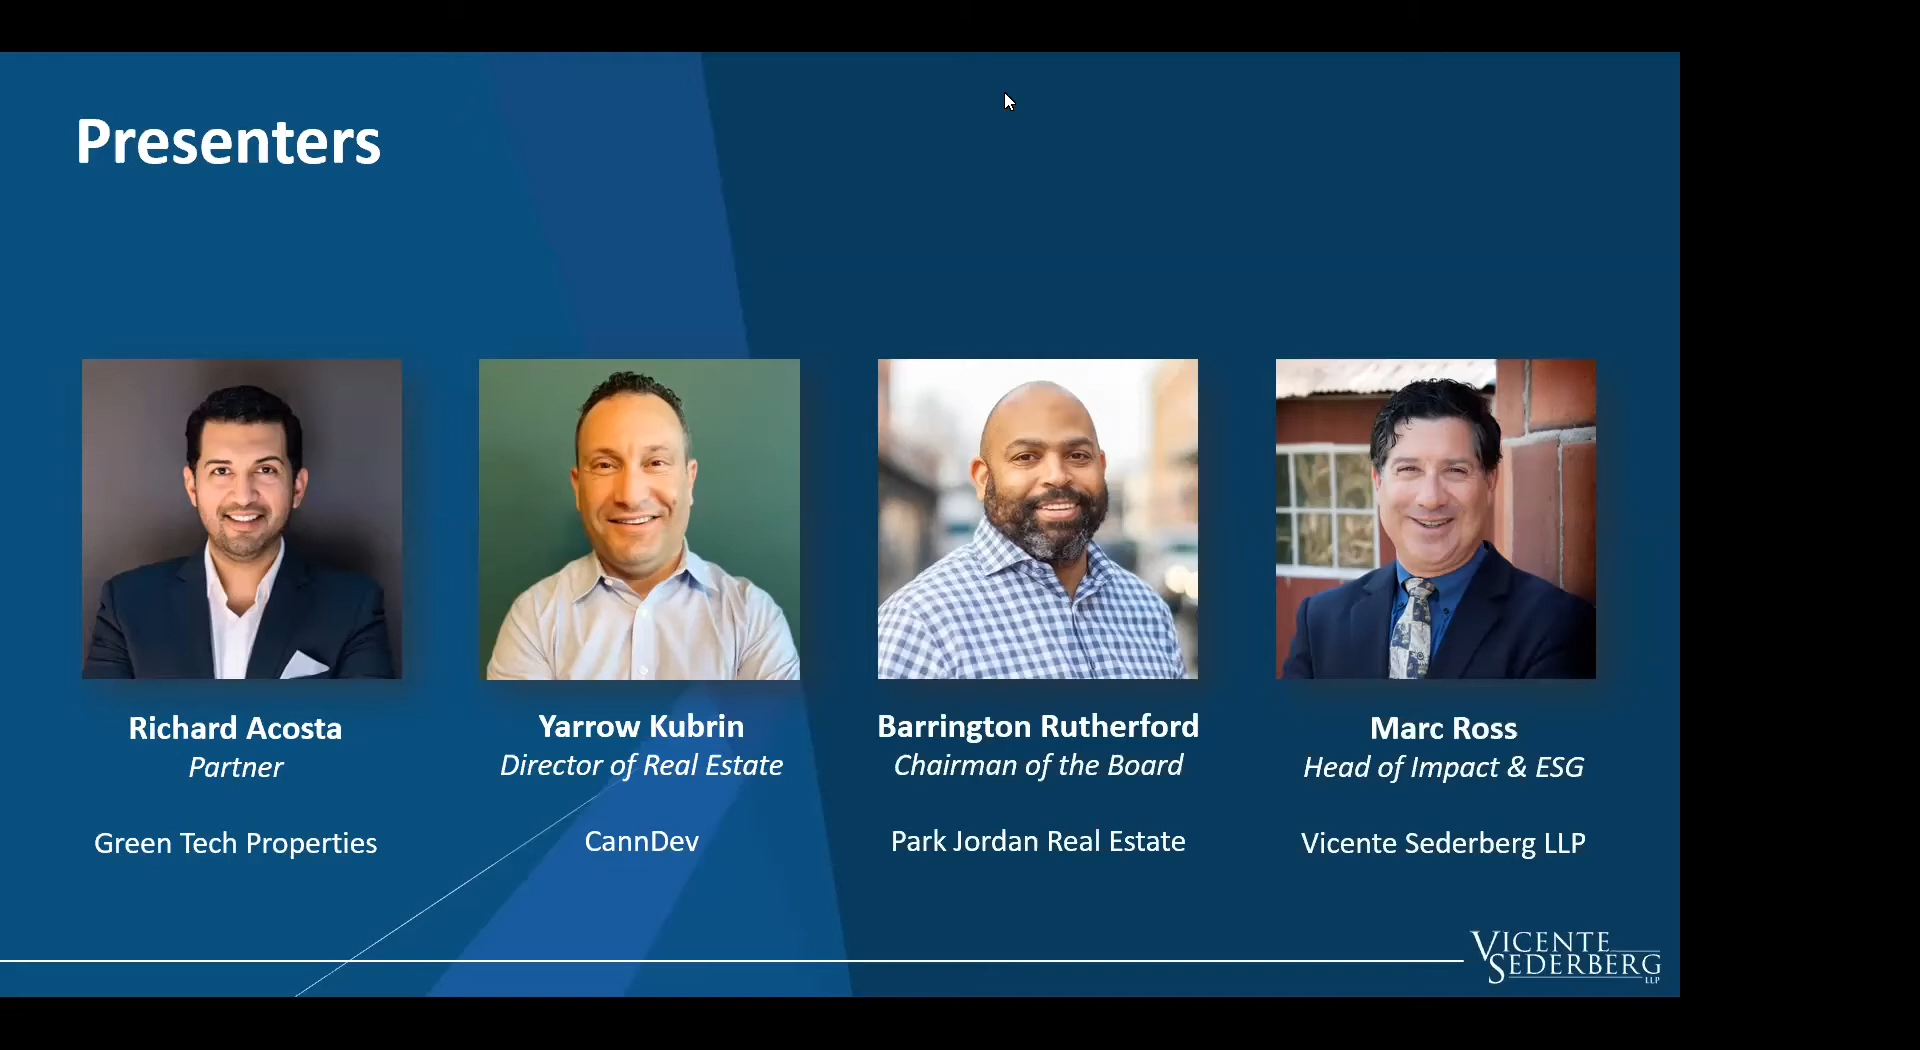 Presenters
Richard Acosta
Partner
Green Tech Properties
Yarrow Kubrin
Director of Real Estate
CannDev
Barrington Rutherford
Chairman of the Board
Park Jordan Real Estate
Marc Ross
Head of Impact & ESG
Vicente Sederberg LLP
VICENTE
SEDERBERG
LLP